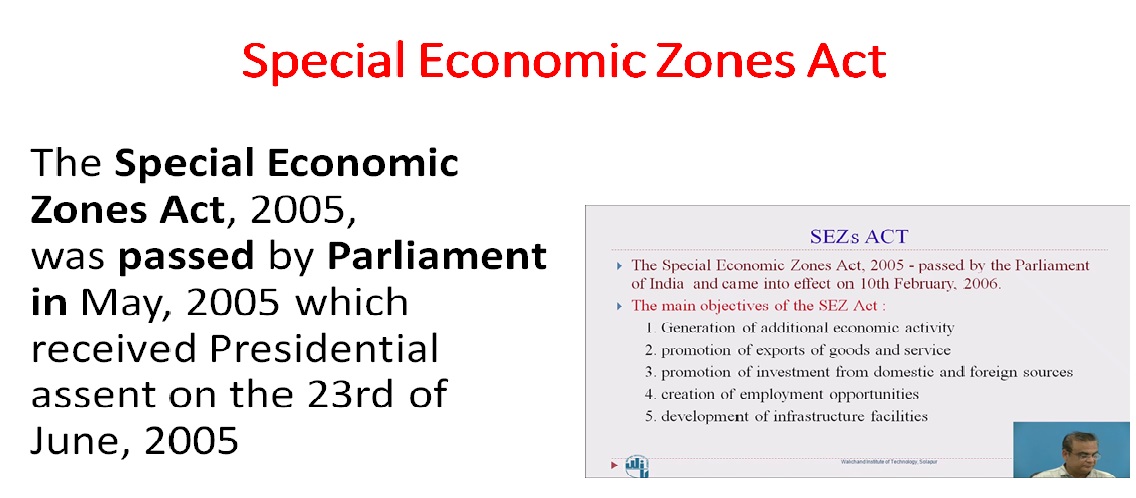 Special Economic Zones Act
The Special Economic
Zones Act, 2005,
was passed by Parliament
in May, 2005 which
received Presidential
assent on the 23rd of
June, 2005
SEZs ACT
The Special Economic Zones Act, 2005 - passed by the Parliament
of India and came into effect on 10th February, 2006.
The main objectives of the SEZ Act :
1. Generation of additional economic activity
2. promotion of exports of goods and service
3. promotion of investment from domestic and foreign sources
4. creation of employment opportunities
5. development of infrastructure facilities
Walchand Institute of Technology, Solapur